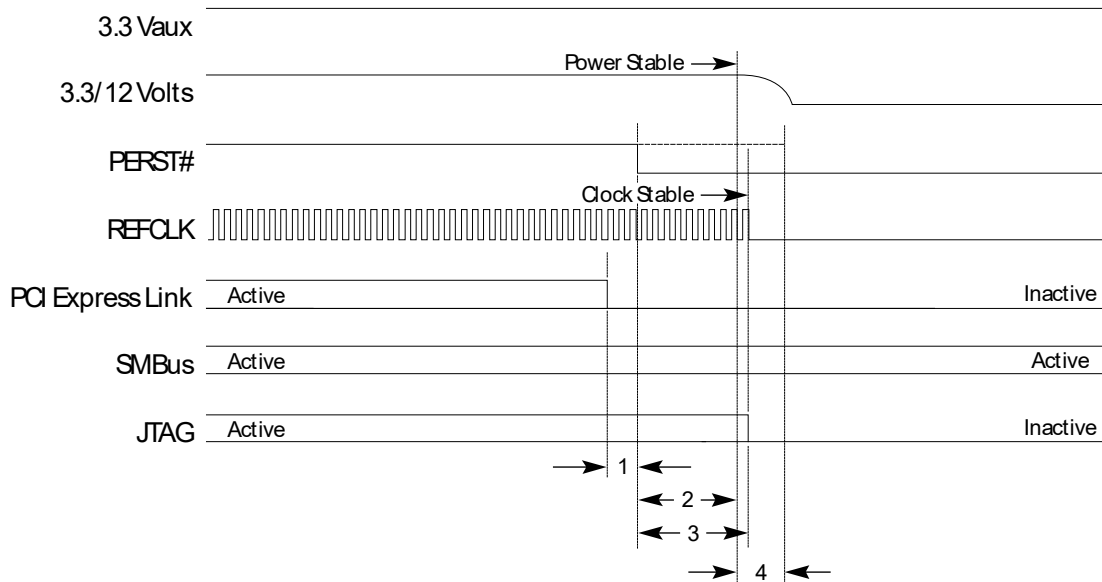 3.3 Vaux
Power Stable
3.3/12 Volts
PERST#
Clock Stable
REFCLK
PCI Express Link
Active
Inactive
SMBus
Active
Active
JTAG
Active
Inactive
1
2
3
4